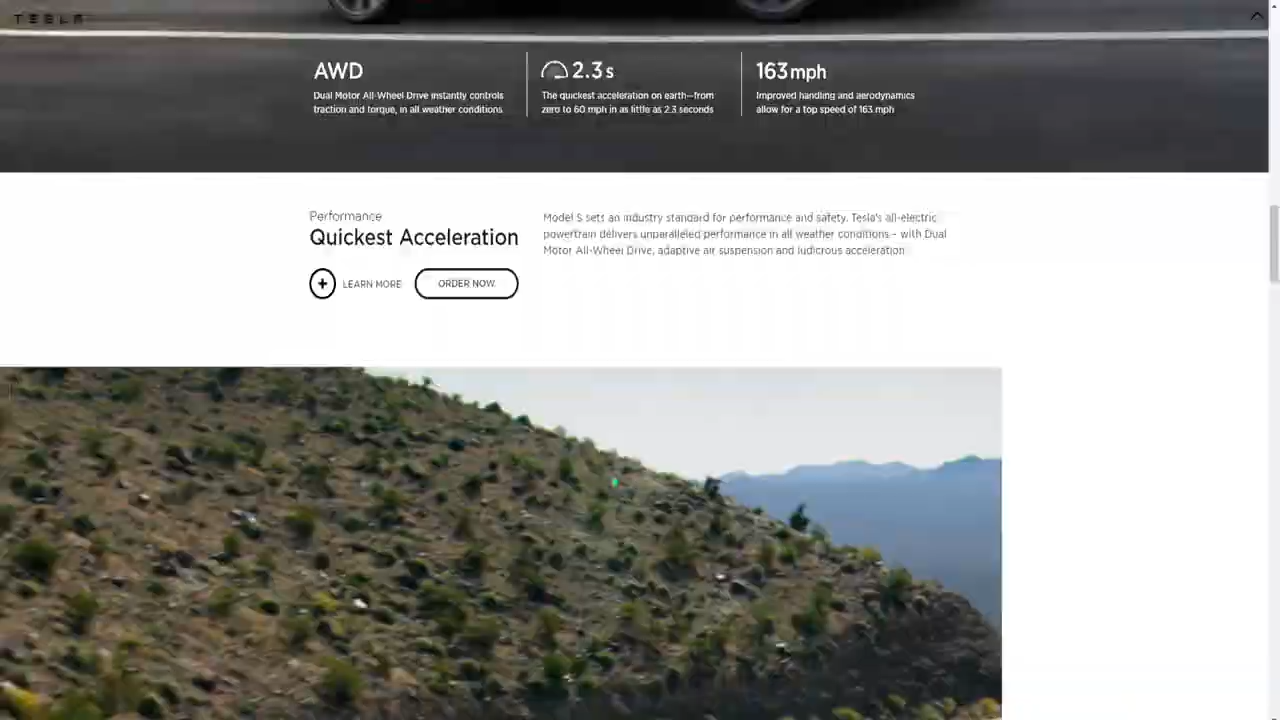 TESLA
AWD
Dual Motor All-Wheel Drive instantly controls
traction and torque, in all weather conditions
2.3 s
The quickest acceleration on earth—from
zero to 60 mph in as little as 2.3 seconds
163 mph
Improved handling and aerodynamics
allow for a top speed of 163 mph
Performance
Quickest Acceleration
LEARN MORE
ORDER NOW
Model S sets an industry standard for performance and safety. Tesla's all-electric
powertrain delivers unparalleled performance in all weather conditions – with Dual
Motor All-Wheel Drive, adaptive air suspension and ludicrous acceleration.